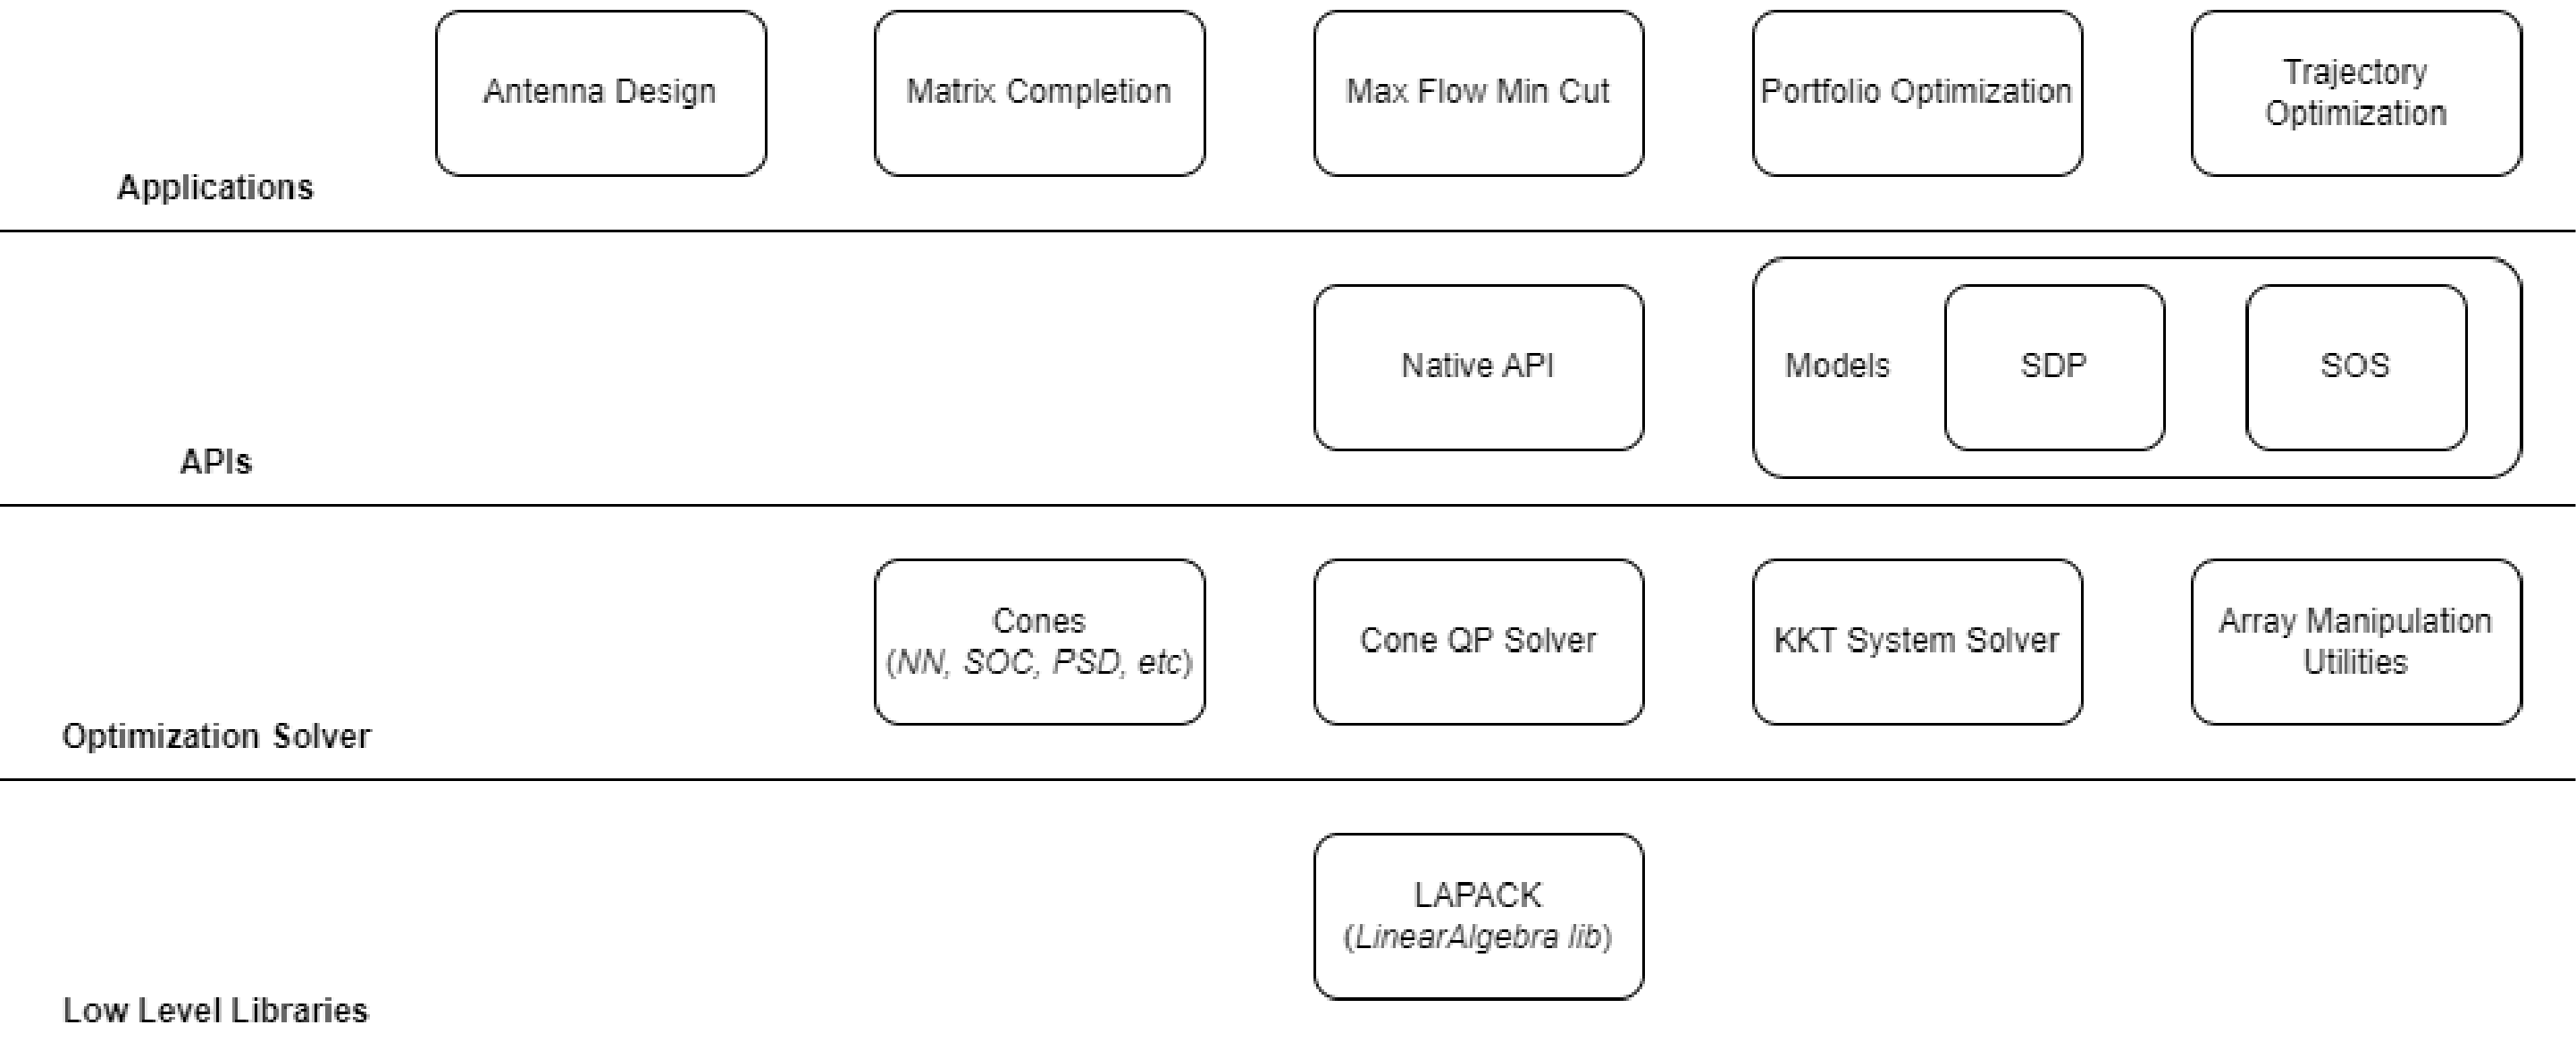 Antenna Design
Matrix Completion
Max Flow Min Cut
Portfolio Optimization
Trajectory
Optimization
Applications
Native API
Models
SDP
SOS
APIs
Cones
(NN, SOC, PSD, etc)
Cone QP Solver
KKT System Solver
Array Manipulation
Utilities
Optimization Solver
LAPACK
(LinearAlgebra lib)
Low Level Libraries